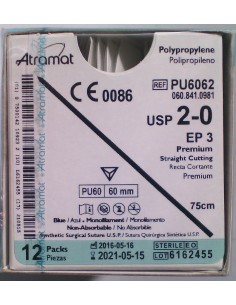 Atramat
Polypropylene
Polipropileno
CE 0086
REF PU6062
060.841.0981
USP 2-0
EP 3
Premium
Straight Cutting
Recta Cortante
Premium
PU60 60 mm
75cm
Blue / Azul • Monofilament / Monofilamento
Non-Absorbable / No Absorbible
Synthetic Surgical Suture U.S.P. / Sutura Quirúrgica Sintética U.S.P.
12 Packs
Piezas
2016-05-16
2021-05-15
STERILE EO
LOT 6162455